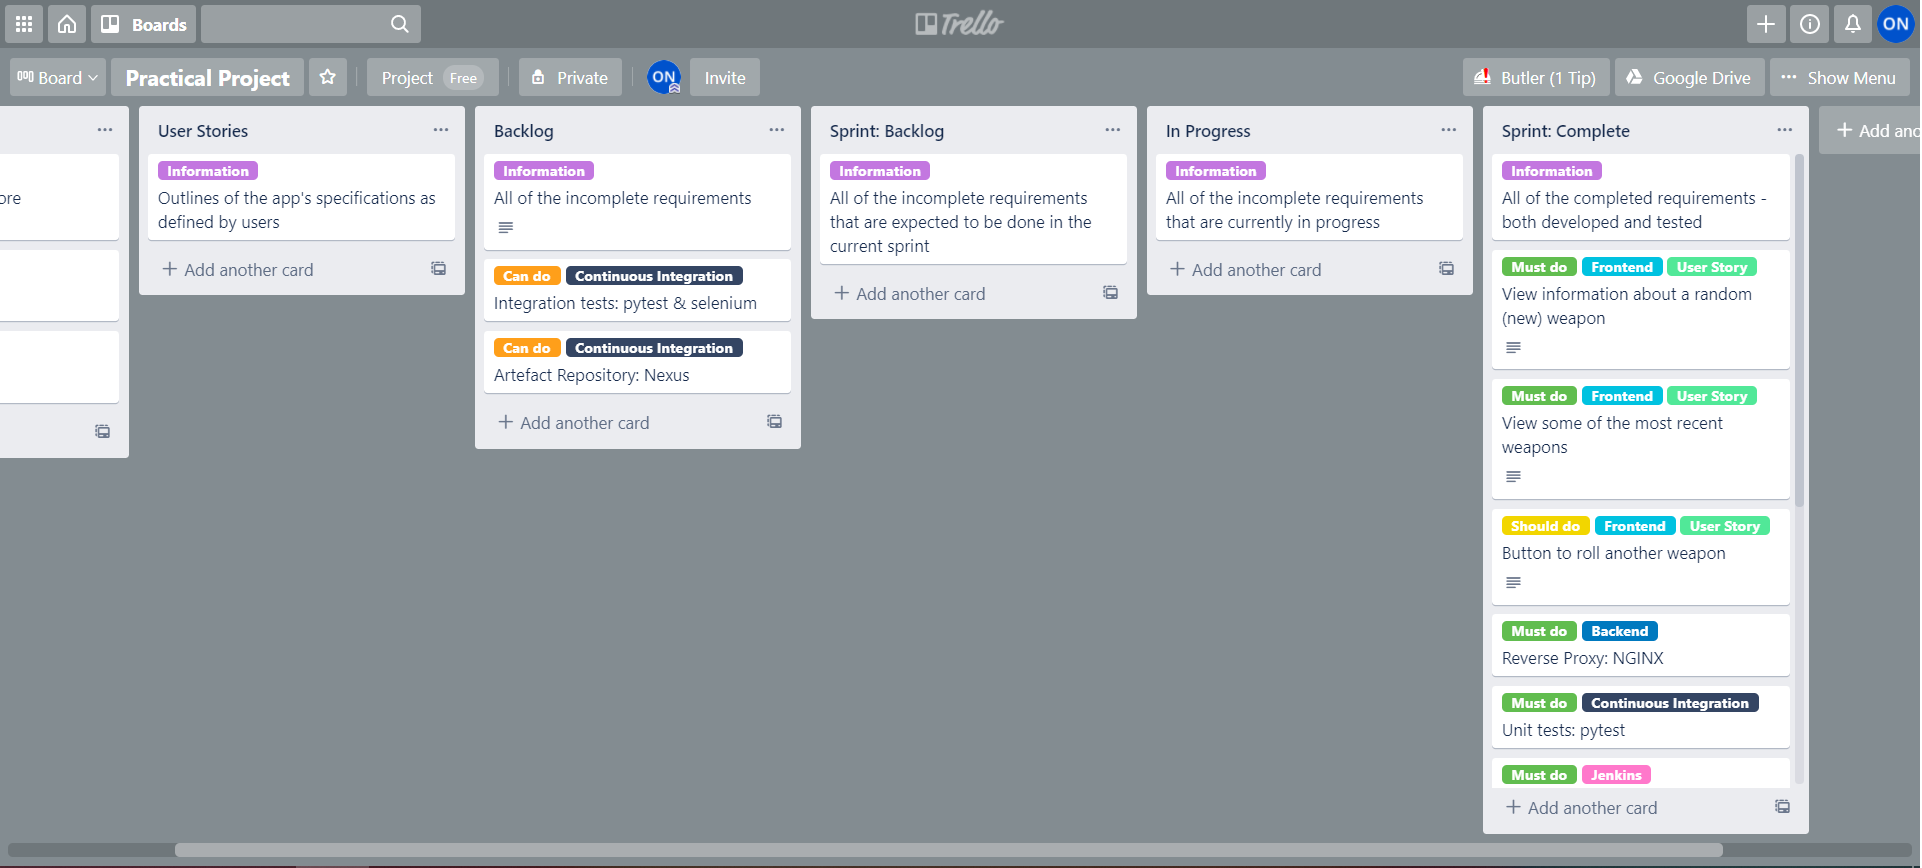 Boards
Trello
ON
Board
Practical Project
Project Free
Private
ON
Invite
Butler (1 Tip)
Google Drive
Show Menu
ore
User Stories
Information
Outlines of the app's specifications as
defined by users
Add another card
Backlog
Information
All of the incomplete requirements
Can do Continuous Integration
Integration tests: pytest & selenium
Can do Continuous Integration
Artefact Repository: Nexus
Add another card
Sprint: Backlog
Information
All of the incomplete requirements
that are expected to be done in the
current sprint
Add another card
In Progress
Information
All of the incomplete requirements
that are currently in progress
Add another card
Sprint: Complete
Information
All of the completed requirements -
both developed and tested
Must do Frontend User Story
View information about a random
(new) weapon
Must do Frontend User Story
View some of the most recent
weapons
Should do Frontend User Story
Button to roll another weapon
Must do Backend
Reverse Proxy: NGINX
Must do Continuous Integration
Unit tests: pytest
Must do Jenkins
Add another card
Add ano